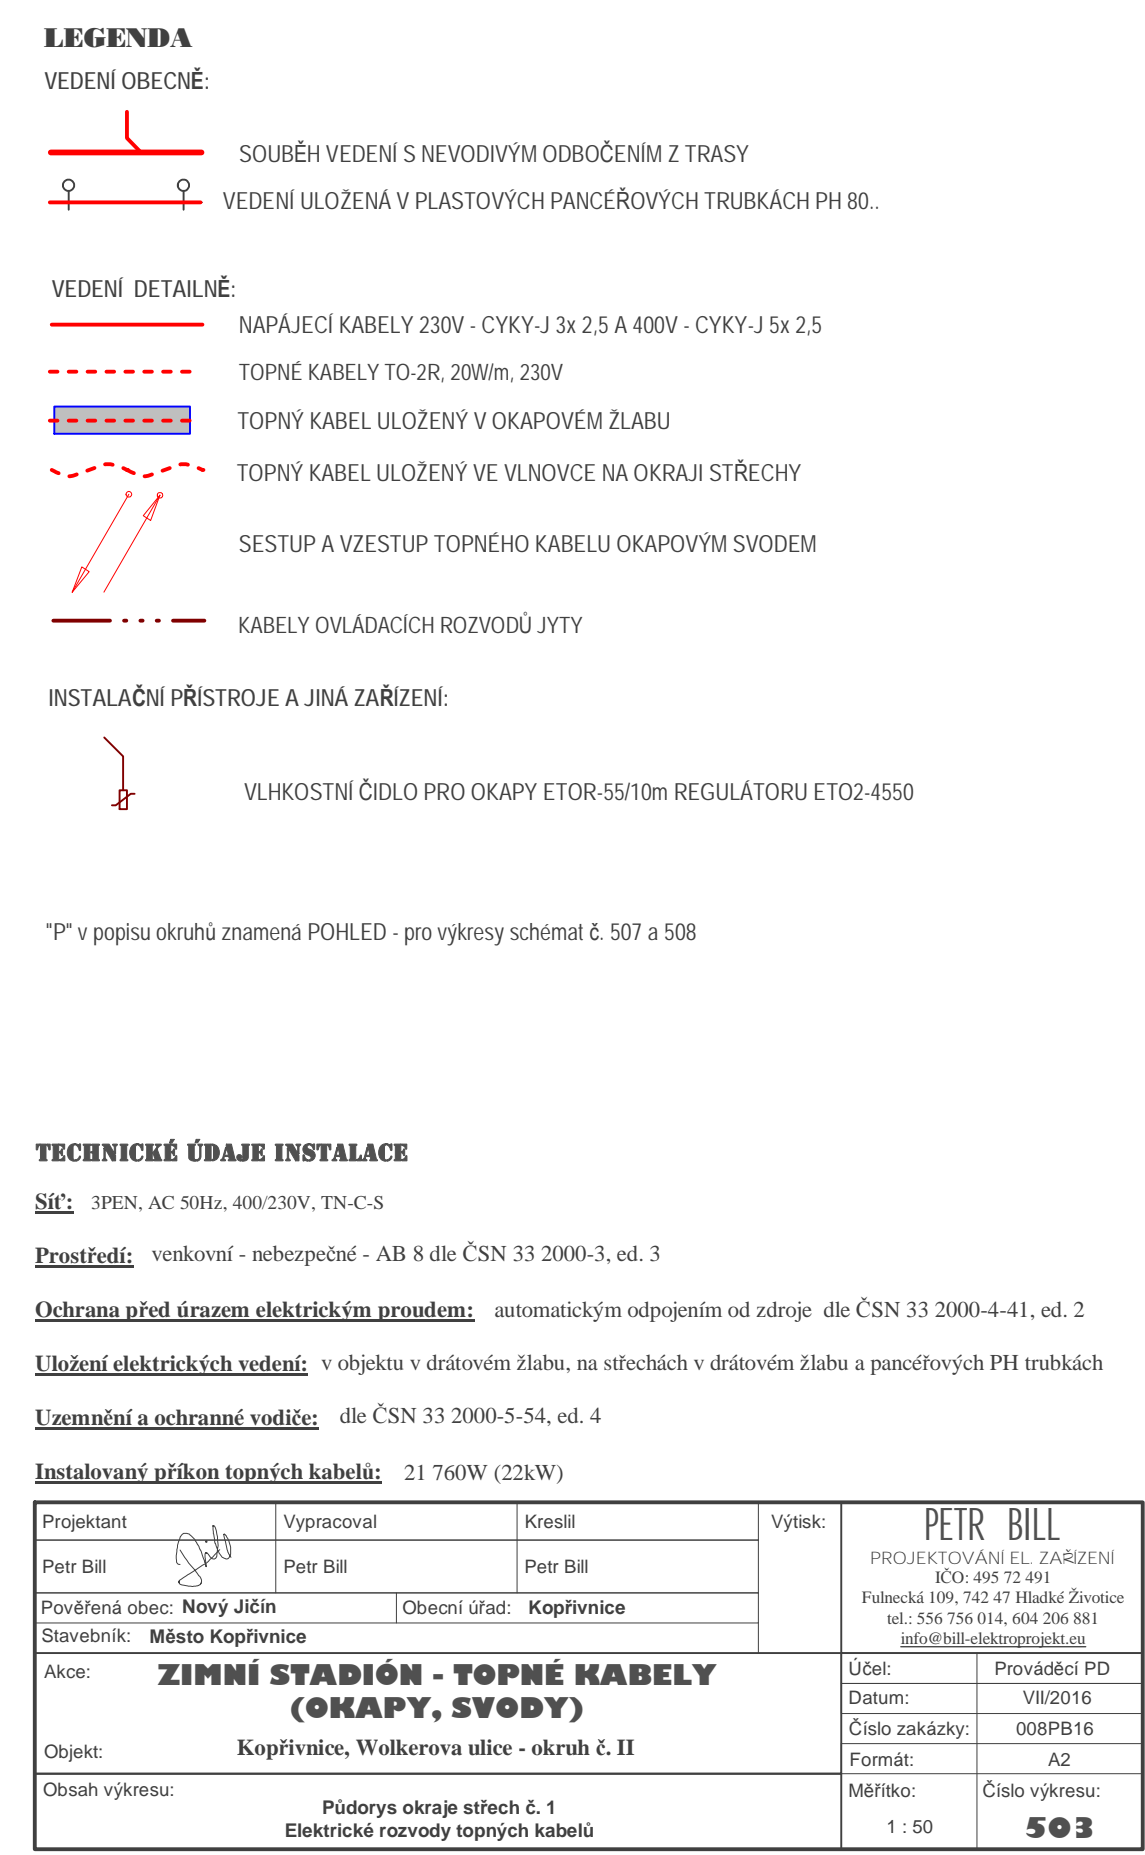 LEGENDA
VEDENÍ OBECNĚ:
SOUBĚH VEDENÍ S NEVODIVÝM ODBOČENÍM Z TRASY
VEDENÍ ULOŽENÁ V PLASTOVÝCH PANCÉŘOVÝCH TRUBKÁCH PH 80..
VEDENÍ DETAILNĚ:
NAPÁJECÍ KABELY 230V - CYKY-J 3x 2,5 A 400V - CYKY-J 5x 2,5
TOPNÉ KABELY TO-2R, 20W/m, 230V
TOPNÝ KABEL ULOŽENÝ V OKAPOVÉM ŽLABU
TOPNÝ KABEL ULOŽENÝ VE VLNOVCE NA OKRAJI STŘECHY
SESTUP A VZESTUP TOPNÉHO KABELU OKAPOVÝM SVODEM
KABELY OVLÁDACÍCH ROZVODŮ JYTY
INSTALAČNÍ PŘÍSTROJE A JINÁ ZAŘÍZENÍ:
VLHKOSTNÍ ČIDLO PRO OKAPY ETOR-55/10m REGULÁTORU ETO2-4550
"P" v popisu okruhů znamená POHLED - pro výkresy schémat č. 507 a 508
TECHNICKÉ ÚDAJE INSTALACE
Síť: 3PEN, AC 50Hz, 400/230V, TN-C-S
Prostředí: venkovní - nebezpečné - AB 8 dle ČSN 33 2000-3, ed. 3
Ochrana před úrazem elektrickým proudem: automatickým odpojením od zdroje dle ČSN 33 2000-4-41, ed. 2
Uložení elektrických vedení: v objektu v drátovém žlabu, na střechách v drátovém žlabu a pancéřových PH trubkách
Uzemnění a ochranné vodiče: dle ČSN 33 2000-5-54, ed. 4
Instalovaný příkon topných kabelů: 21 760W (22kW)
Projektant Vypracoval Kreslil Výtisk:
Petr Bill Bill Petr Bill Petr Bill
Pověřená obec: Nový Jičín Obecní úřad: Kopřivnice
Stavebník: Město Kopřivnice
PETR BILL
PROJEKTOVÁNÍ EL. ZAŘÍZENÍ
IČO: 495 72 491
Fulnecká 109, 742 47 Hladké Životice
tel.: 556 756 014, 604 206 881
info@bill-elektroprojekt.eu
Akce: ZIMNÍ STADIÓN - TOPNÉ KABELY
(OKAPY, SVODY)
Objekt: Kopřivnice, Wolkerova ulice - okruh č. II
Účel: Prováděcí PD
Datum: VII/2016
Číslo zakázky: 008PB16
Formát: A2
Obsah výkresu:
Půdorys okraje střech č. 1
Elektrické rozvody topných kabelů
Měřítko: Číslo výkresu:
1 : 50 503